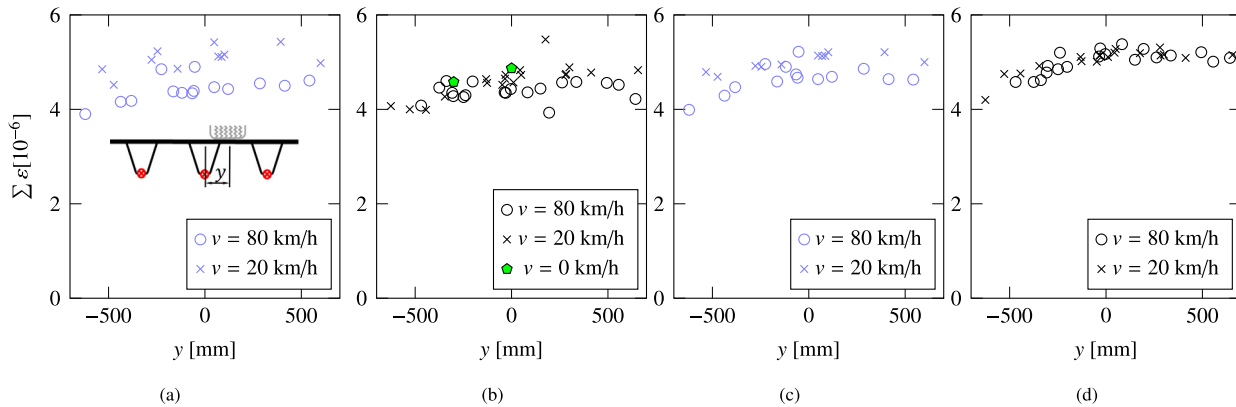 6
4
2
0
∑ ε[10⁻⁶]
y
v = 80 km/h
v = 20 km/h
−500
0
500
y [mm]
(a)
6
4
2
0
v = 80 km/h
v = 20 km/h
v = 0 km/h
−500
0
500
y [mm]
(b)
6
4
2
0
v = 80 km/h
v = 20 km/h
−500
0
500
y [mm]
(c)
6
4
2
0
v = 80 km/h
v = 20 km/h
−500
0
500
y [mm]
(d)